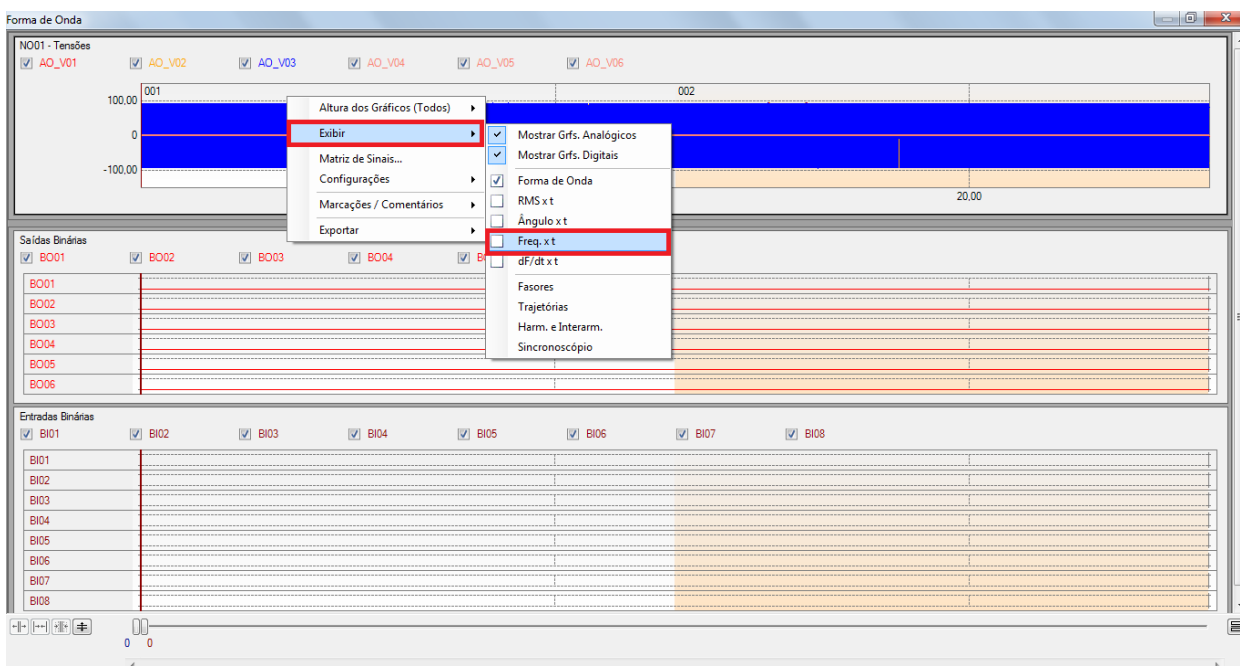 Forma de Onda
NO01 - Tensões
AO_V01 AO_V02 AO_V03 AO_V04 AO_V05 AO_V06
001 002
100,00
0
-100,00
20,00
Altura dos Gráficos (Todos)
Exibir
Matriz de Sinais...
Configurações
Marcações / Comentários
Exportar
Mostrar Grfs. Analógicos
Mostrar Grfs. Digitais
Forma de Onda
RMS x t
Ângulo x t
Freq. x t
dF/dt x t
Fasores
Trajetórias
Harm. e Interarm.
Sincronoscópio
Saídas Binárias
BO01 BO02 BO03 BO04
BO01
BO02
BO03
BO04
BO05
BO06
Entradas Binárias
BI01 BI02 BI03 BI04 BI05 BI06 BI07 BI08
BI01
BI02
BI03
BI04
BI05
BI06
BI07
BI08
0 0